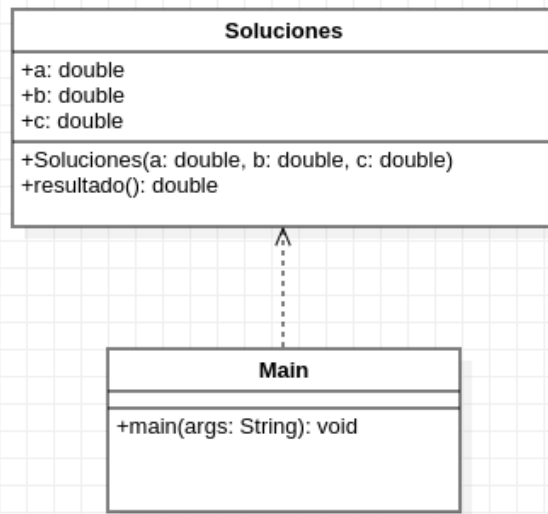 Soluciones
+a: double
+b: double
+c: double
+Soluciones(a: double, b: double, c: double)
+resultado(): double
Main
+main(args: String): void